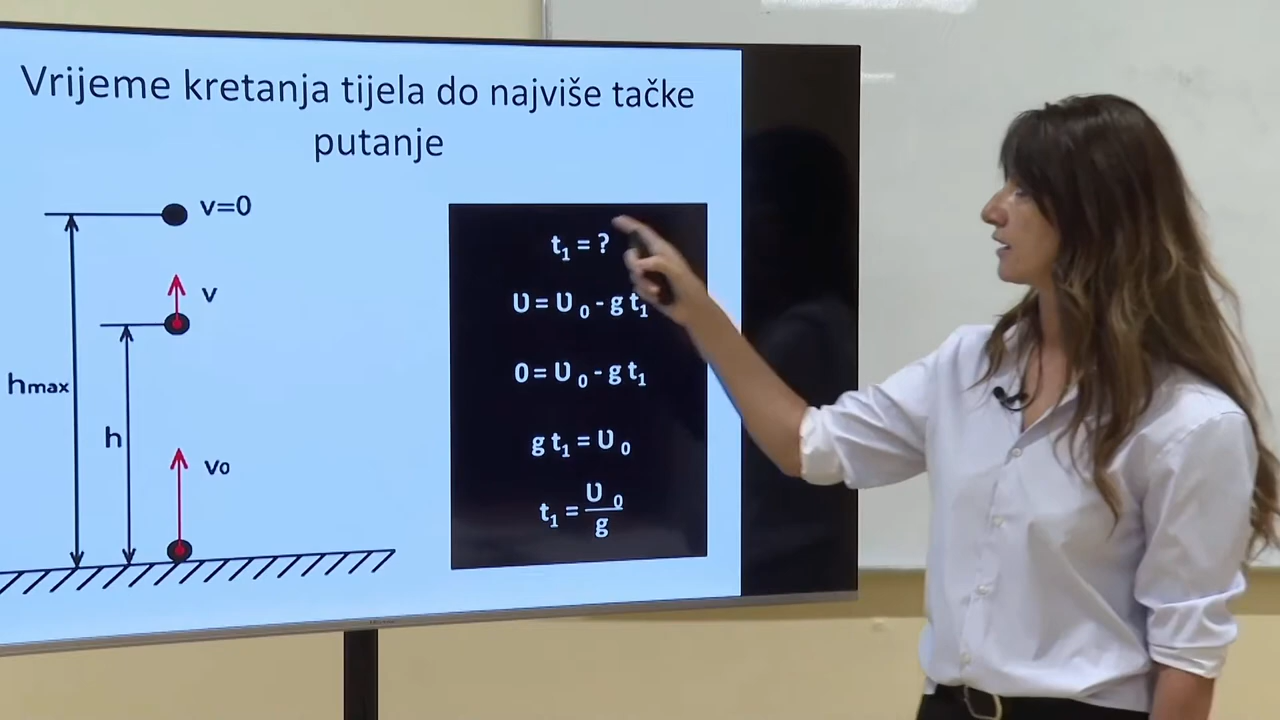 Vrijeme kretanja tijela do najviše tačke
putanje
v=0
v
hmax
h
v₀
t₁ = ?
υ = υ₀ - g t₁
0 = υ₀ - g t₁
g t₁ = υ₀
t₁ = υ₀/g